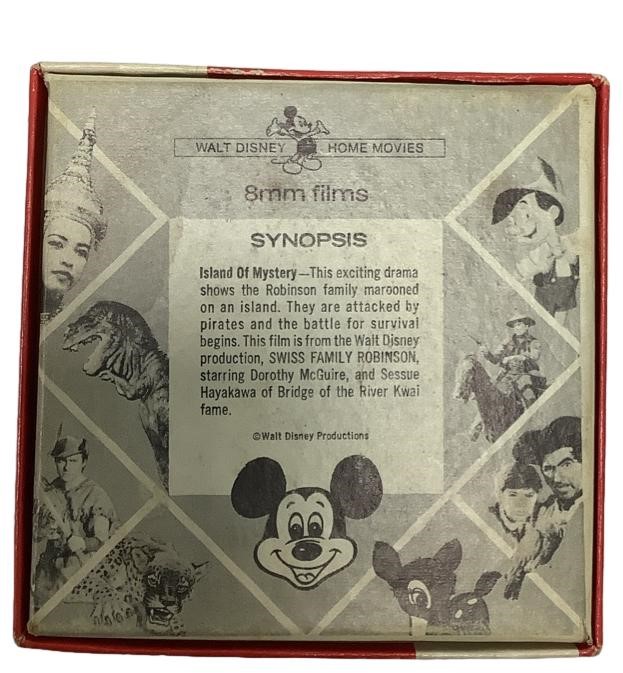 WALT DISNEY HOME MOVIES
8mm films
SYNOPSIS
Island Of Mystery—This exciting drama
shows the Robinson family marooned
on an island. They are attacked by
pirates and the battle for survival
begins. This film is from the Walt Disney
production, SWISS FAMILY ROBINSON,
starring Dorothy McGuire, and Sessue
Hayakawa of Bridge of the River Kwai
fame.
©Walt Disney Productions